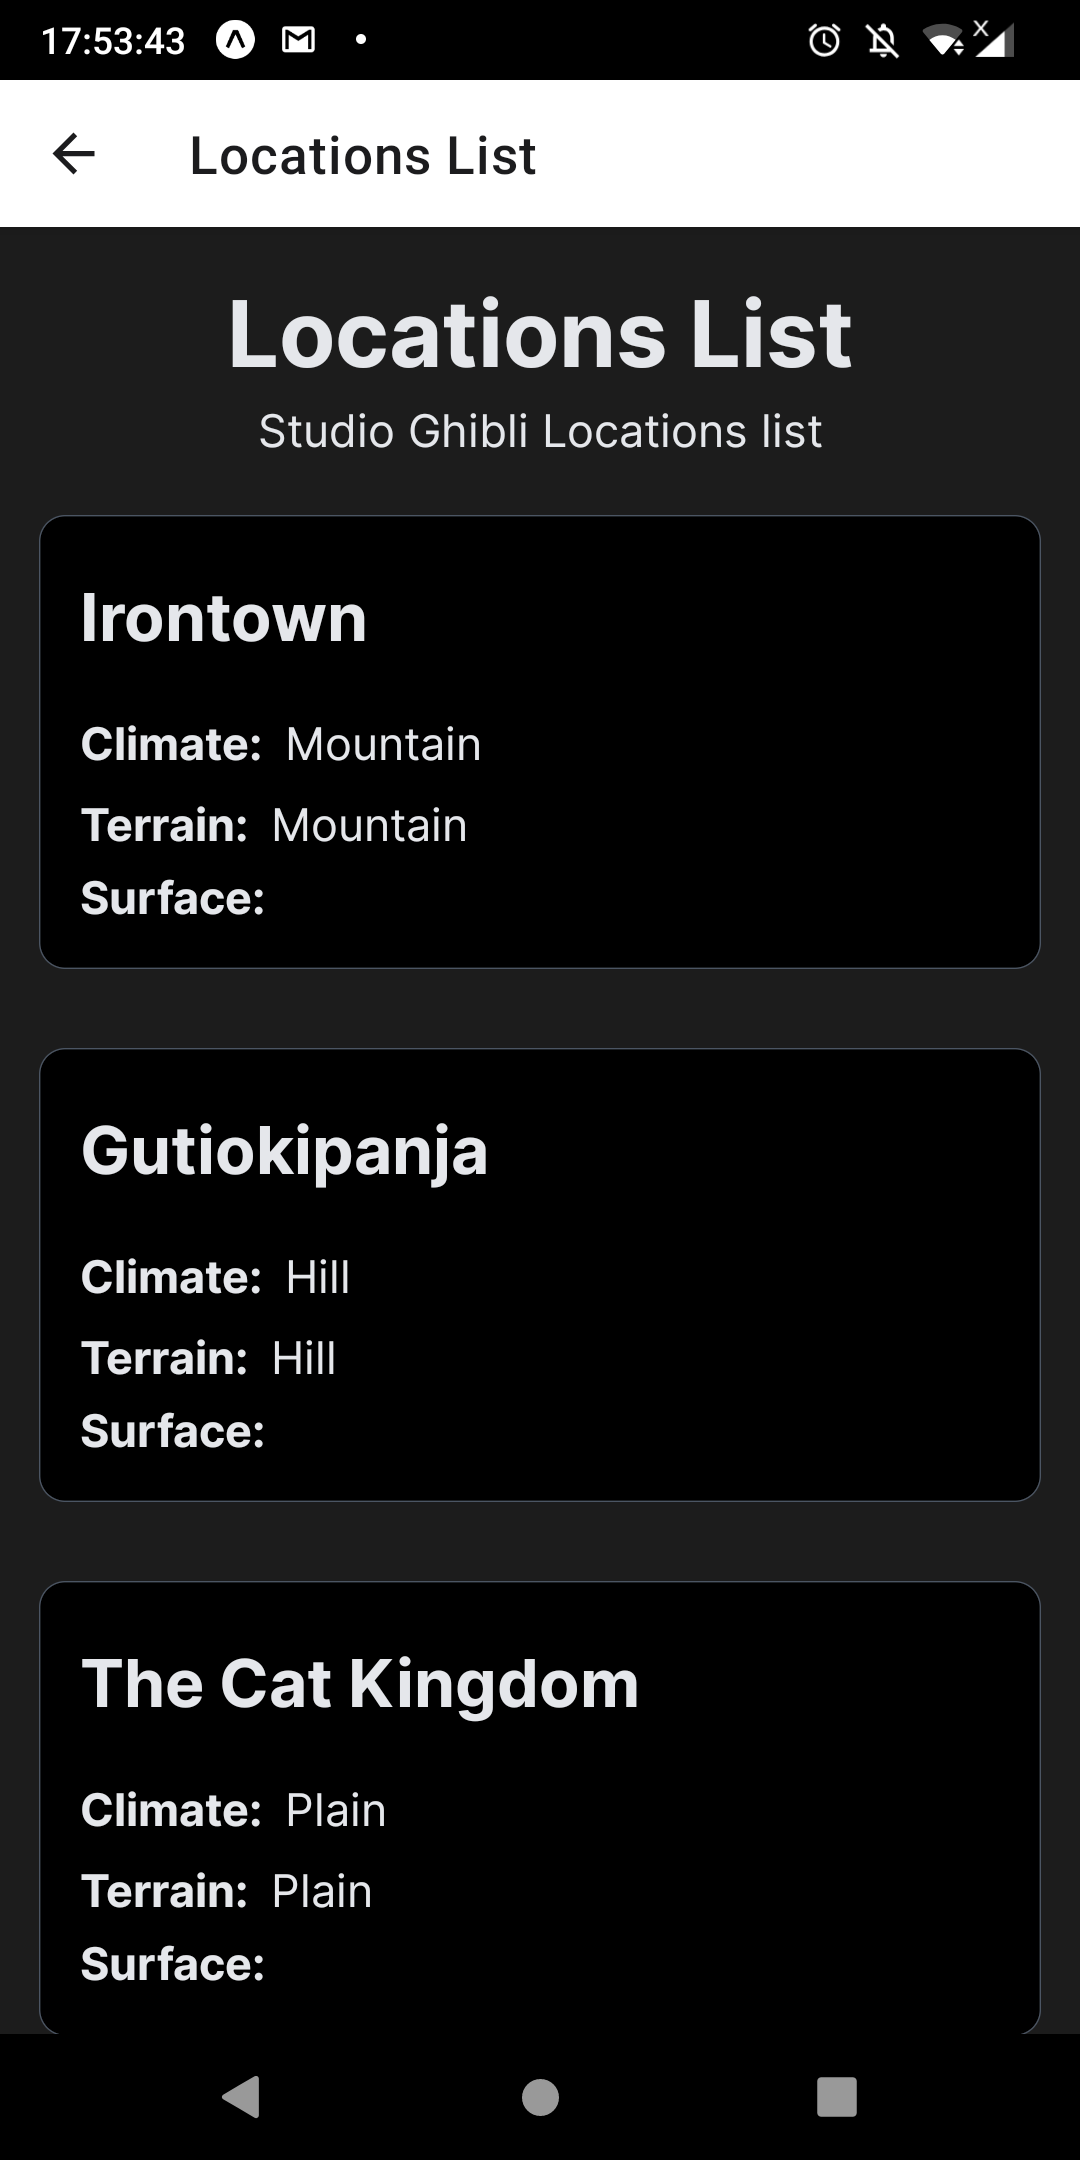 17:53:43
Locations List
Locations List
Studio Ghibli Locations list
Irontown
Climate: Mountain
Terrain: Mountain
Surface:
Gutiokipanja
Climate: Hill
Terrain: Hill
Surface:
The Cat Kingdom
Climate: Plain
Terrain: Plain
Surface: